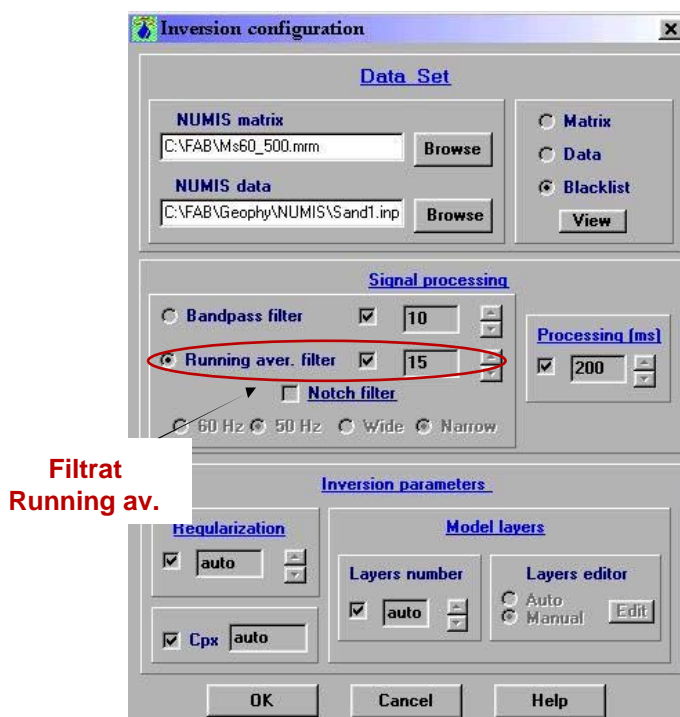 Inversion configuration
Data Set
NUMIS matrix
C:\FAB\Ms60_500.mrm
Browse
NUMIS data
C:\FAB\Geophy\NUMIS\Sand1.inp
Browse
Matrix
Data
Blacklist
View
Signal processing
Bandpass filter
10
Running aver. filter
15
Notch filter
60 Hz
50 Hz
Wide
Narrow
Processing (ms)
200
Filtrat
Running av.
Inversion parameters
Regularization
auto
Cpx
auto
Model layers
Layers number
auto
Layers editor
Auto
Manual
Edit
OK
Cancel
Help